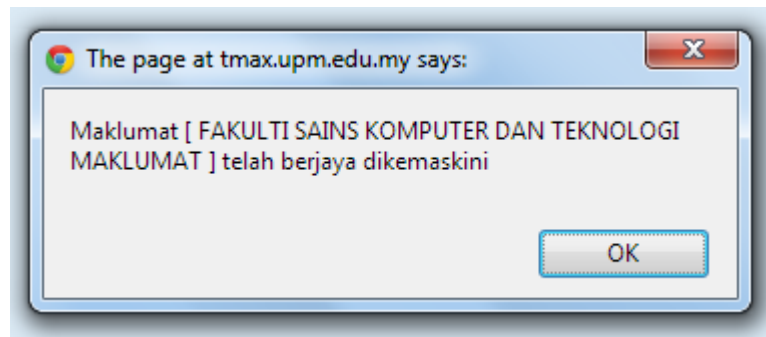 The page at tmax.upm.edu.my says:
Maklumat [ FAKULTI SAINS KOMPUTER DAN TEKNOLOGI
MAKLUMAT ] telah berjaya dikemaskini
OK